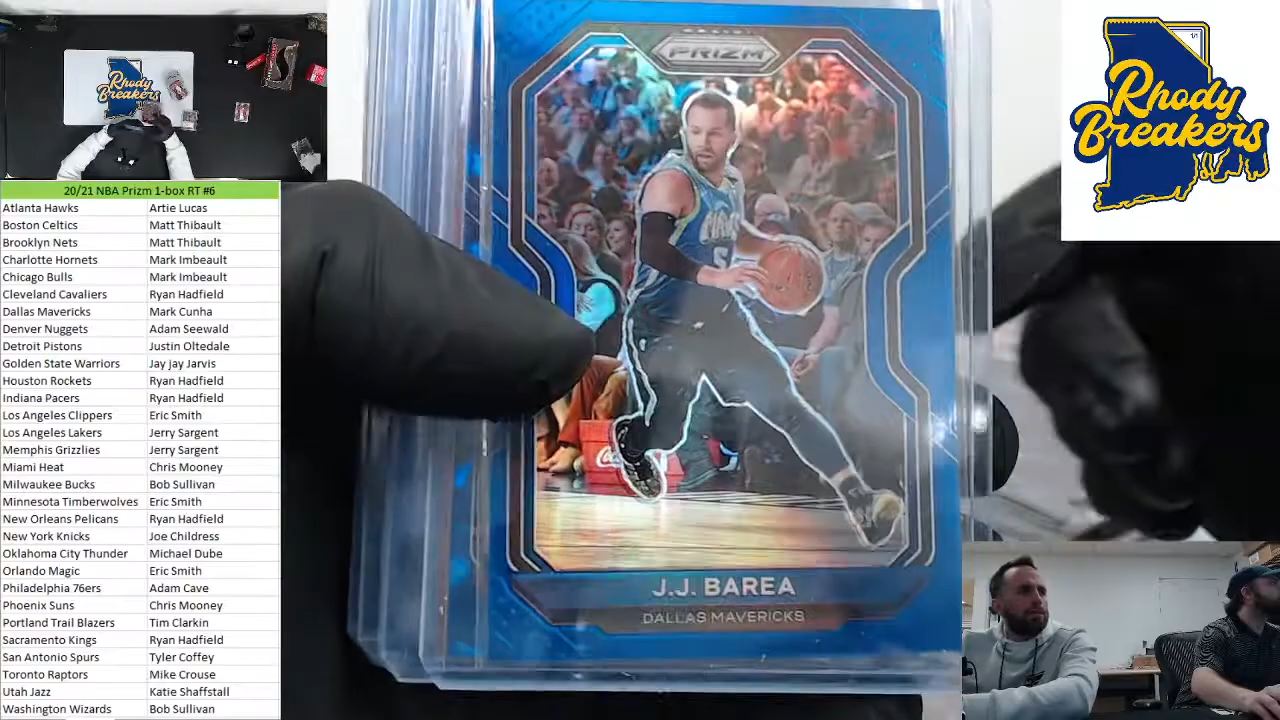 Rhody
Breakers
20/21 NBA Prizm 1-box RT #6
Atlanta Hawks Artie Lucas
Boston Celtics Matt Thibault
Brooklyn Nets Matt Thibault
Charlotte Hornets Mark Imbeault
Chicago Bulls Mark Imbeault
Cleveland Cavaliers Ryan Hadfield
Dallas Mavericks Mark Cunha
Denver Nuggets Adam Seewald
Detroit Pistons Justin Oltedale
Golden State Warriors Jay jay Jarvis
Houston Rockets Ryan Hadfield
Indiana Pacers Ryan Hadfield
Los Angeles Clippers Eric Smith
Los Angeles Lakers Jerry Sargent
Memphis Grizzlies Jerry Sargent
Miami Heat Chris Mooney
Milwaukee Bucks Bob Sullivan
Minnesota Timberwolves Eric Smith
New Orleans Pelicans Ryan Hadfield
New York Knicks Joe Childress
Oklahoma City Thunder Michael Dube
Orlando Magic Eric Smith
Philadelphia 76ers Adam Cave
Phoenix Suns Chris Mooney
Portland Trail Blazers Tim Clarkin
Sacramento Kings Ryan Hadfield
San Antonio Spurs Tyler Coffey
Toronto Raptors Mike Crouse
Utah Jazz Katie Shaffstall
Washington Wizards Bob Sullivan
PRIZM
J.J. BAREA
DALLAS MAVERICKS
1/1
Rhody
Breakers